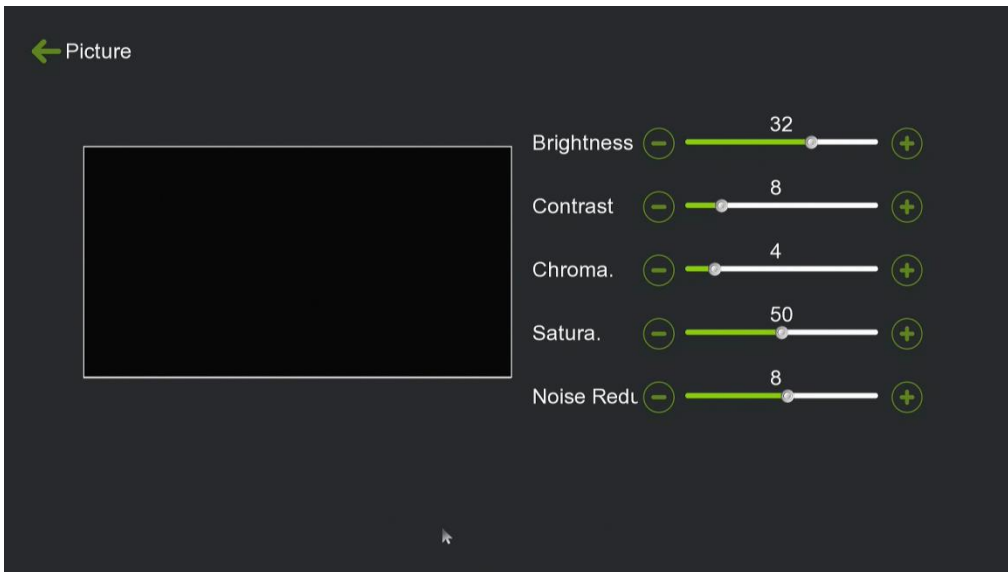 Picture
Brightness 32
Contrast 8
Chroma. 4
Satura. 50
Noise Redu 8